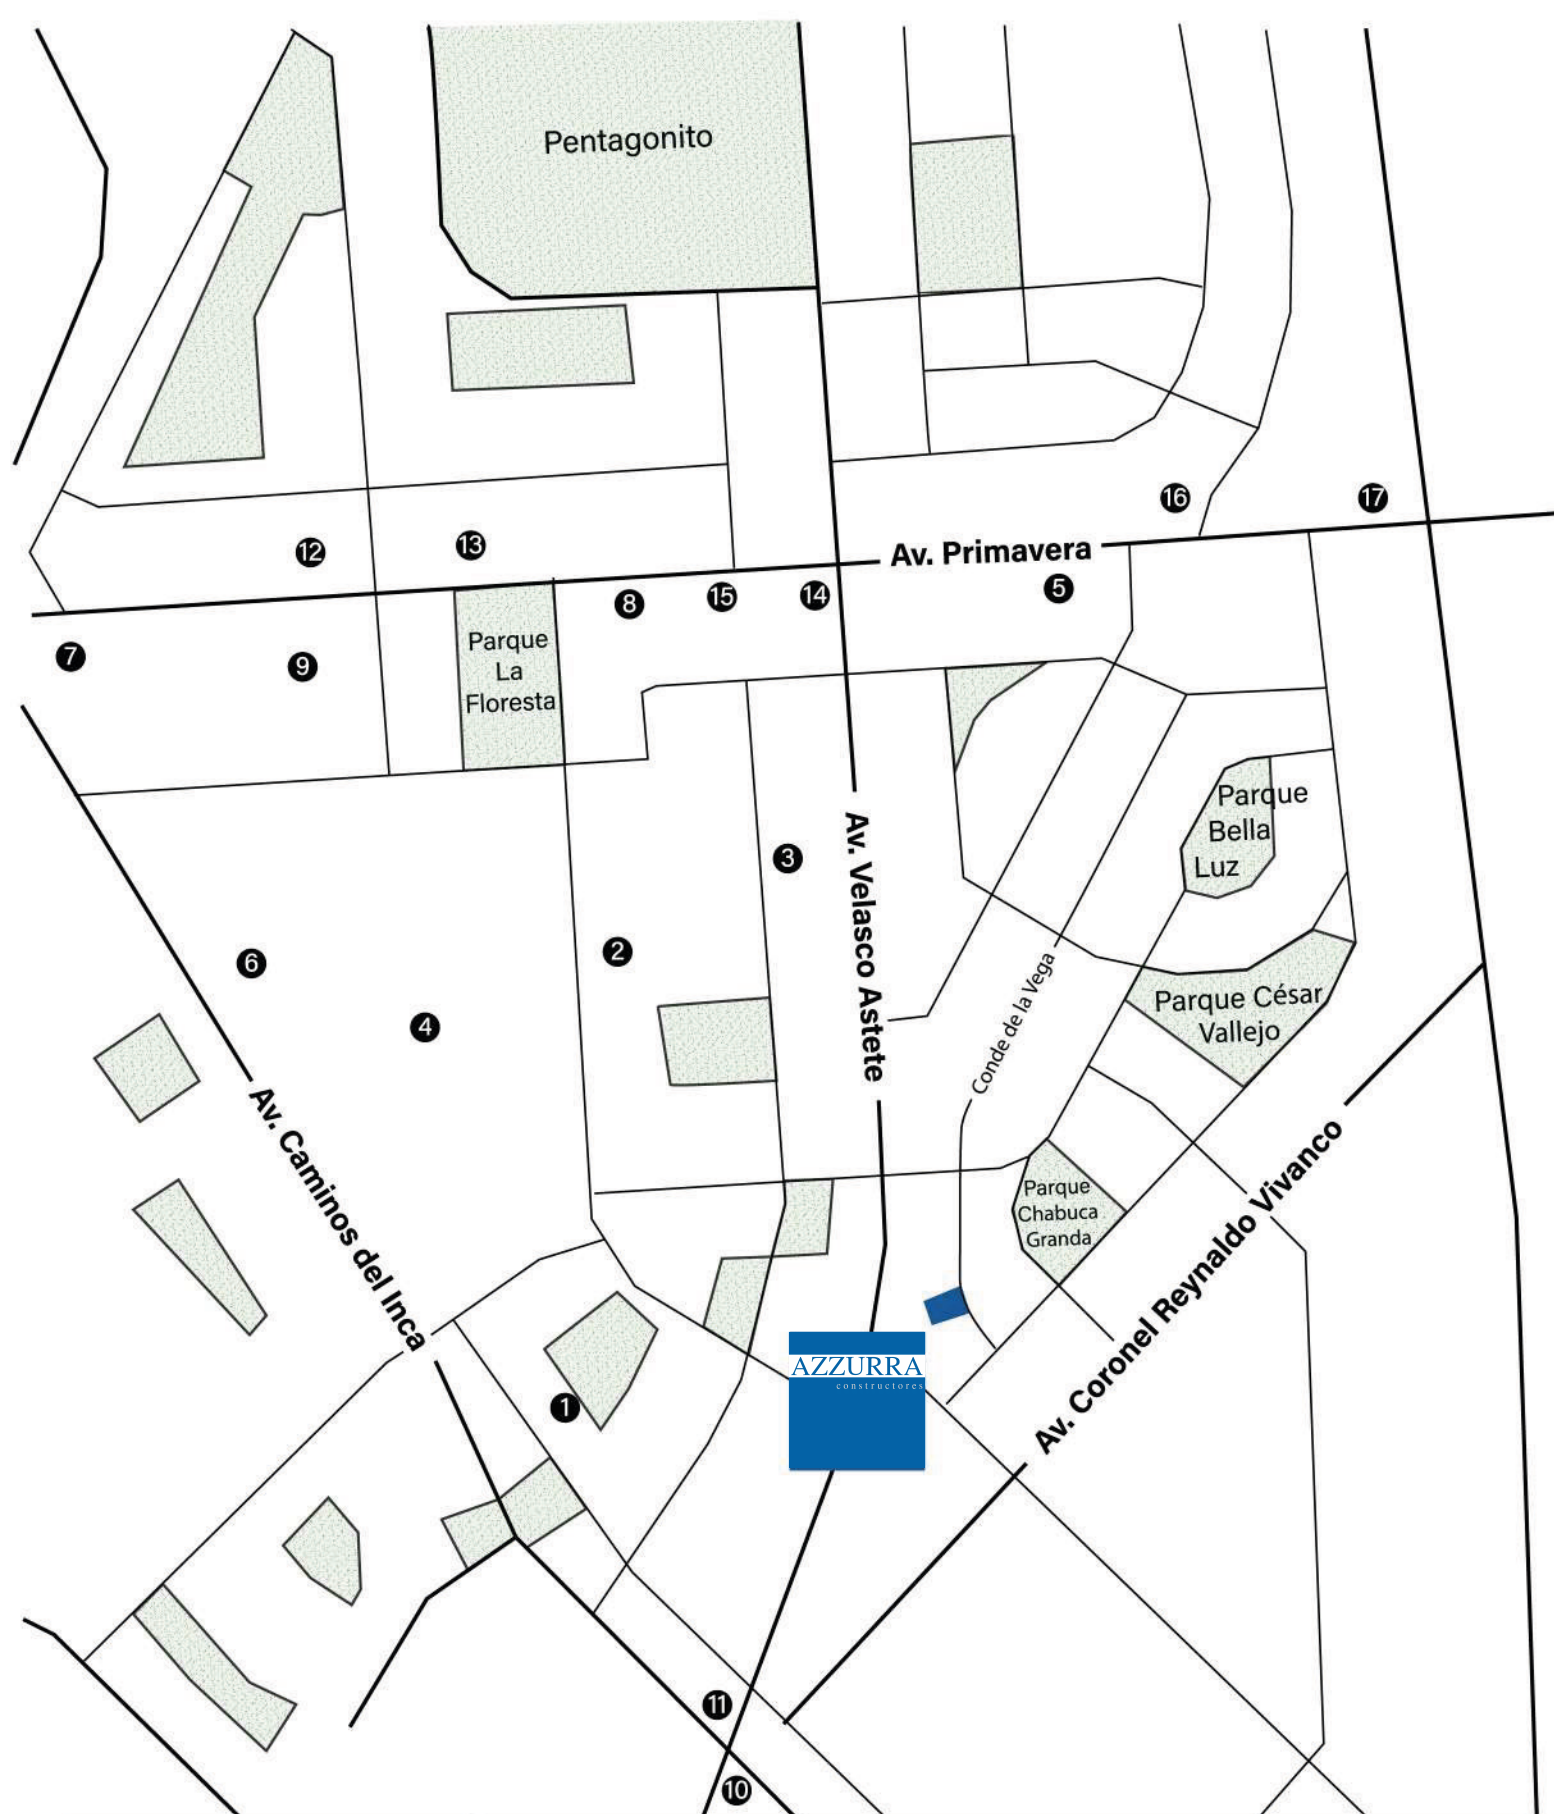 Pentagonito
16
17
12
13
Av. Primavera
8
15
14
5
7
9
Parque
La
Floresta
Parque
Bella
Luz
3
Av. Velasco Astete
6
2
4
Conde de la Vega
Parque César
Vallejo
Av. Caminos del Inca
Parque
Chabuca
Granda
Av. Coronel Reynaldo Vivanco
AZZURRA
constructores
1
11
10